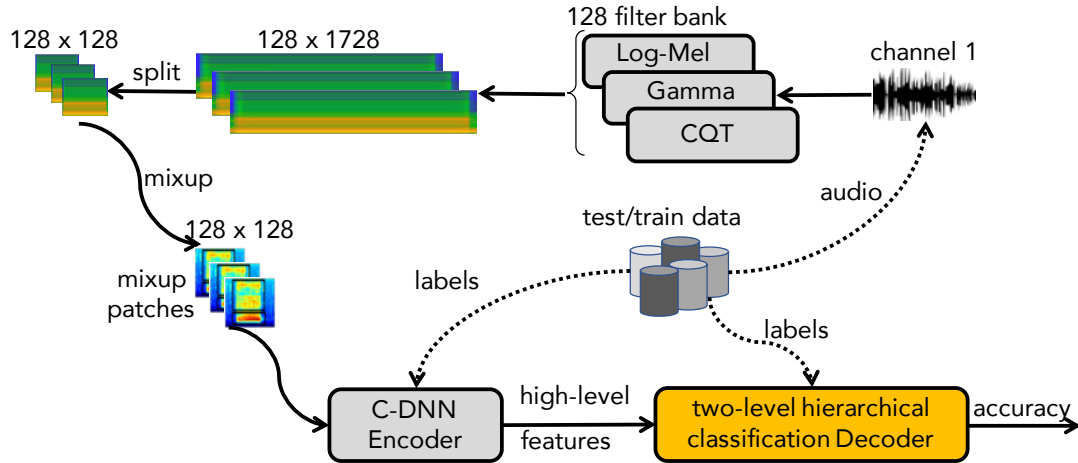 128 filter bank
128 x 128
128 x 1728
Log-Mel
channel 1
split
Gamma
CQT
mixup
audio
128 x 128
test/train data
mixup
patches
labels
labels
C-DNN
Encoder
high-level
features
two-level hierarchical
classification Decoder
accuracy